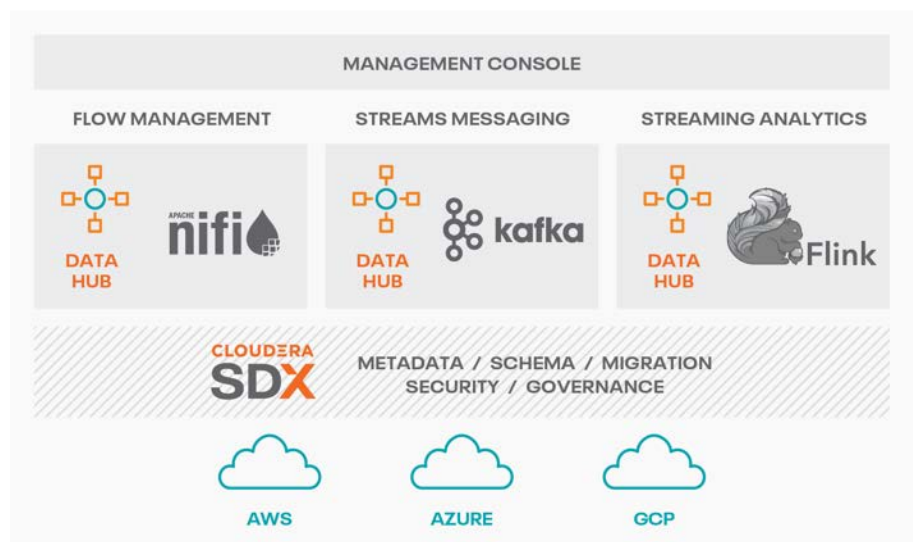 MANAGEMENT CONSOLE
FLOW MANAGEMENT
STREAMS MESSAGING
STREAMING ANALYTICS
DATA
HUB
APACHE
nifi
DATA
HUB
kafka
DATA
HUB
Flink
CLOUDERA
SDX
METADATA / SCHEMA / MIGRATION
SECURITY / GOVERNANCE
AWS
AZURE
GCP